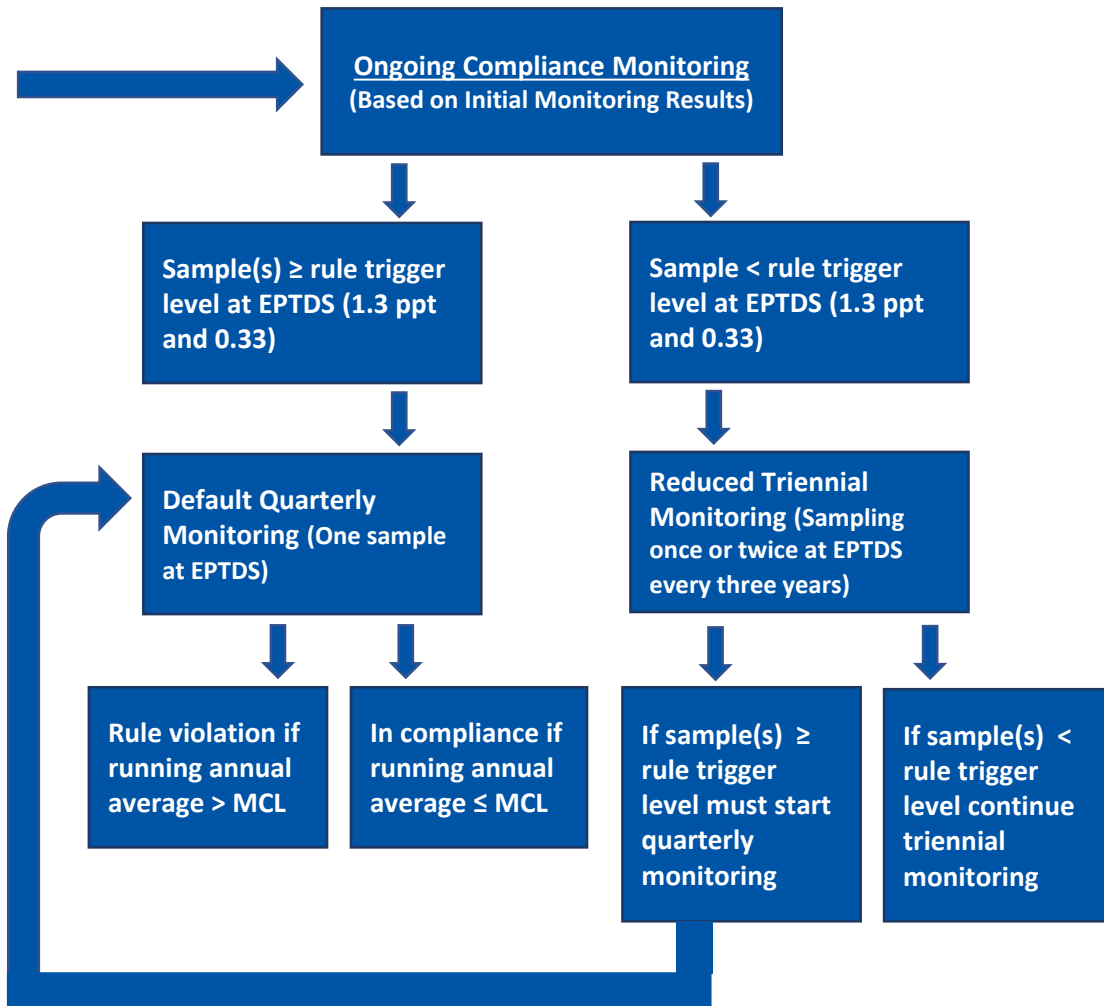 Ongoing Compliance Monitoring
(Based on Initial Monitoring Results)
Sample(s) ≥ rule trigger
level at EPTDS (1.3 ppt
and 0.33)
Sample < rule trigger
level at EPTDS (1.3 ppt
and 0.33)
Default Quarterly
Monitoring (One sample
at EPTDS)
Reduced Triennial
Monitoring (Sampling
once or twice at EPTDS
every three years)
Rule violation if
running annual
average > MCL
In compliance if
running annual
average ≤ MCL
If sample(s) ≥
rule trigger
level must start
quarterly
monitoring
If sample(s) <
rule trigger
level continue
triennial
monitoring